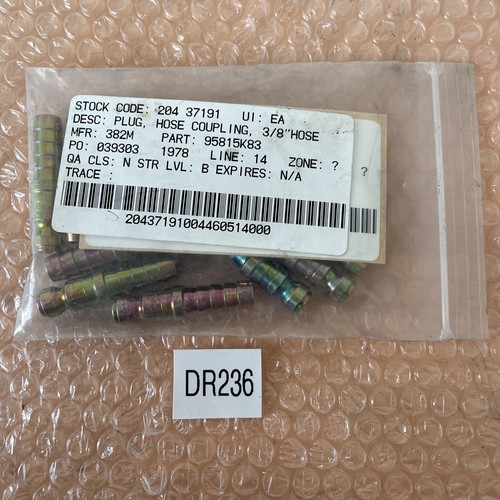 STOCK CODE: 204 37191 UI: EA
DESC: PLUG, HOSE COUPLING, 3/8"HOSE
MFR: 382M PART: 95815K83
PO: 039303 1978 LINE: 14 ZONE: ?
QA CLS: N STR LVL: B EXPIRES: N/A
TRACE :
20437191004460514000
?
DR236